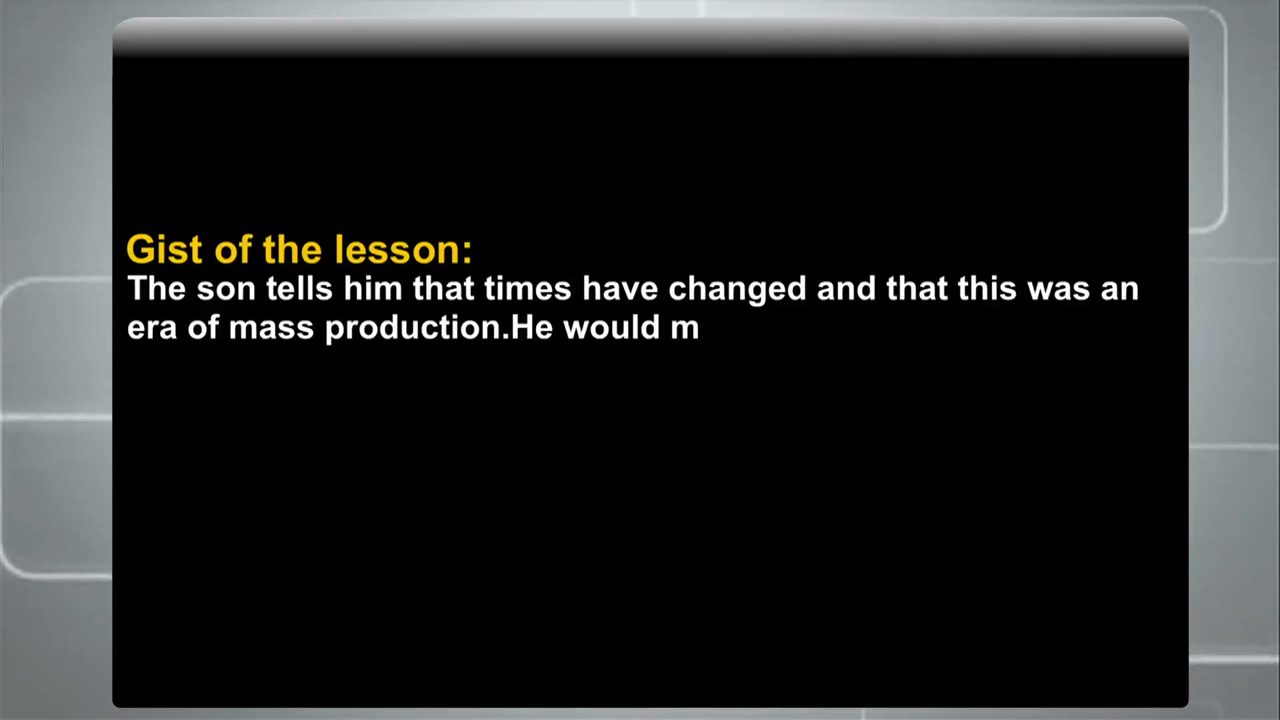 Gist of the lesson:
The son tells him that times have changed and that this was an
era of mass production.He would m